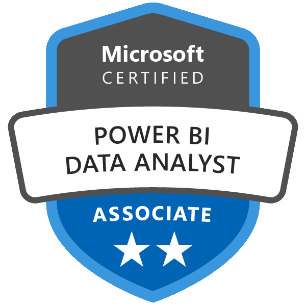 Microsoft
CERTIFIED
POWER BI
DATA ANALYST
ASSOCIATE